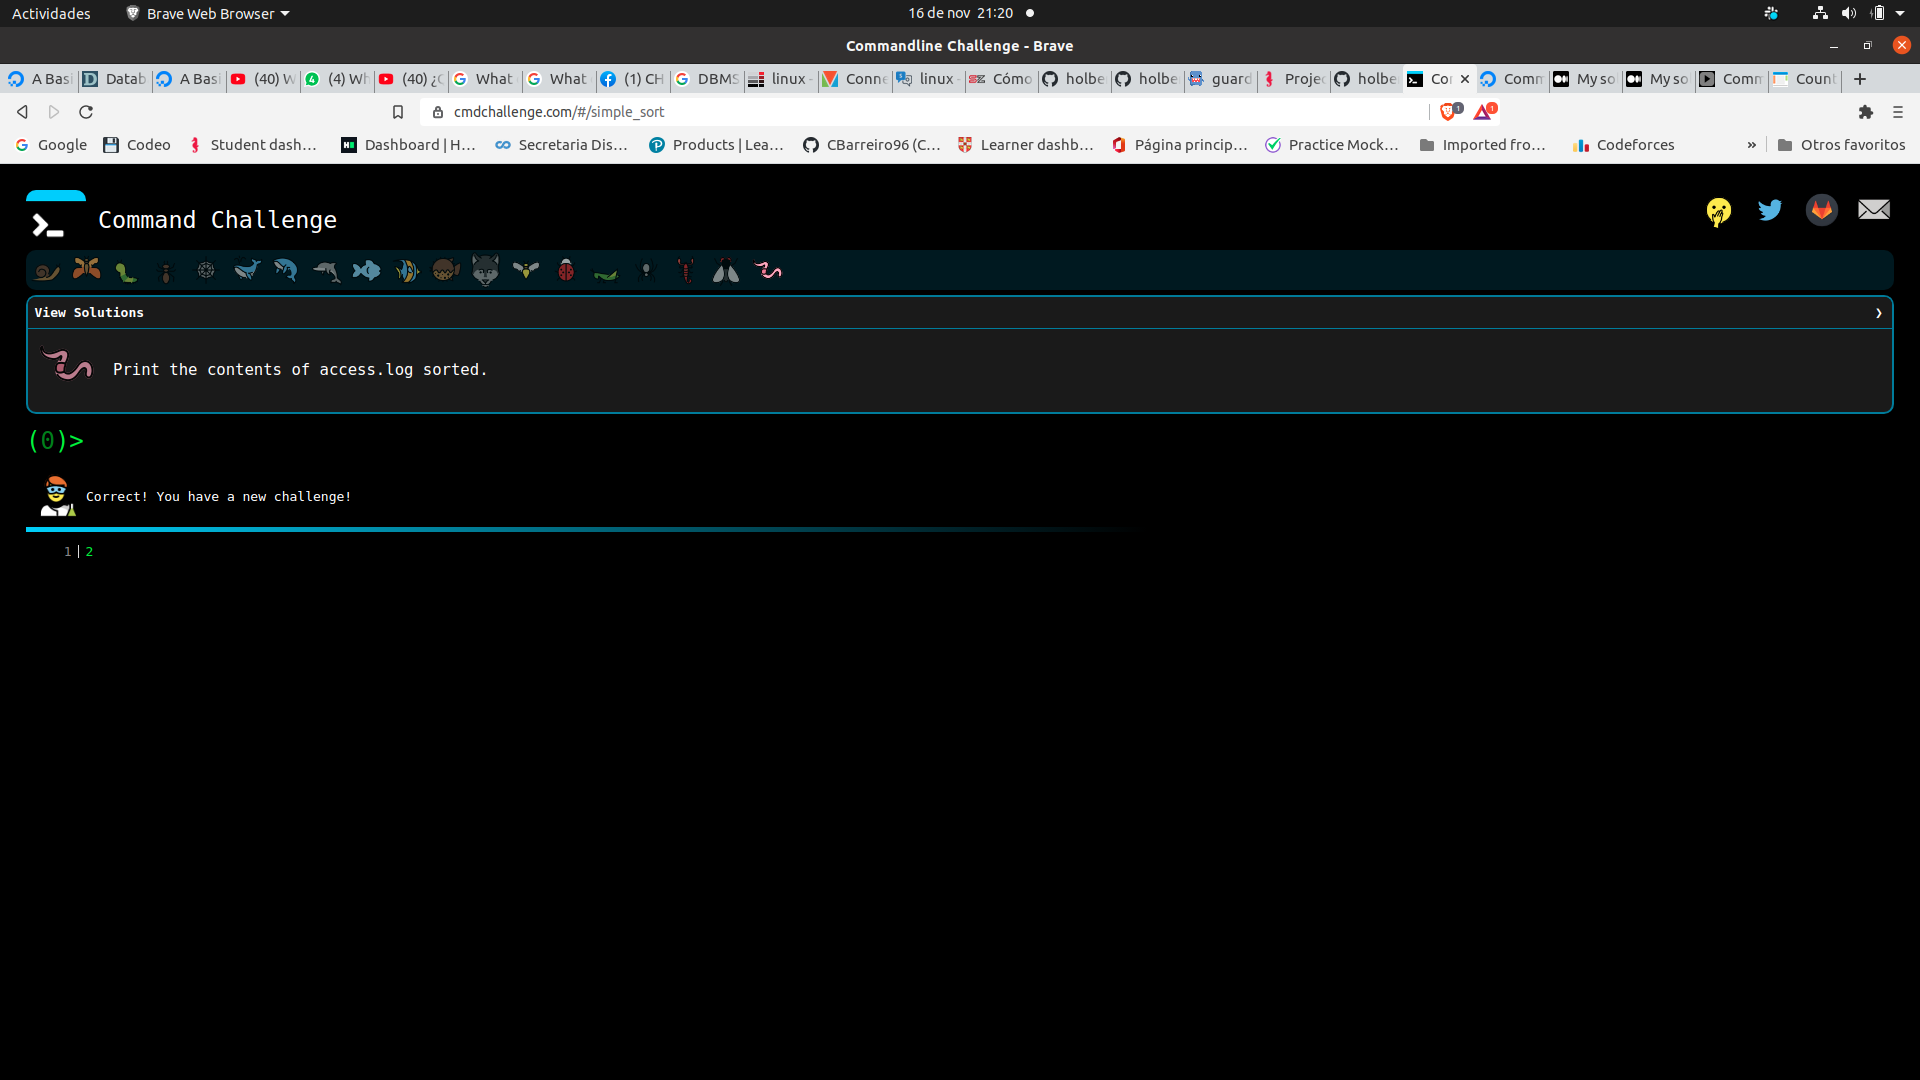 Actividades Brave Web Browser 16 de nov 21:20
Commandline Challenge - Brave
A Basi Datab A Basi (40) W (4) Wh (40) ¿C What What (1) CH DBMS linux - Conne linux - Cómo holbe holbe guard Projec holbe Cor Comm My so My so Comm Count
cmdchallenge.com/#/simple_sort 1 1
Google Codeo Student dash… Dashboard | H… Secretaria Dis… Products | Lea… CBarreiro96 (C… Learner dashb… Página princip… Practice Mock… Imported fro… Codeforces » Otros favoritos
Command Challenge
View Solutions ❯
Print the contents of access.log sorted.
(0)>
Correct! You have a new challenge!
1 | 2